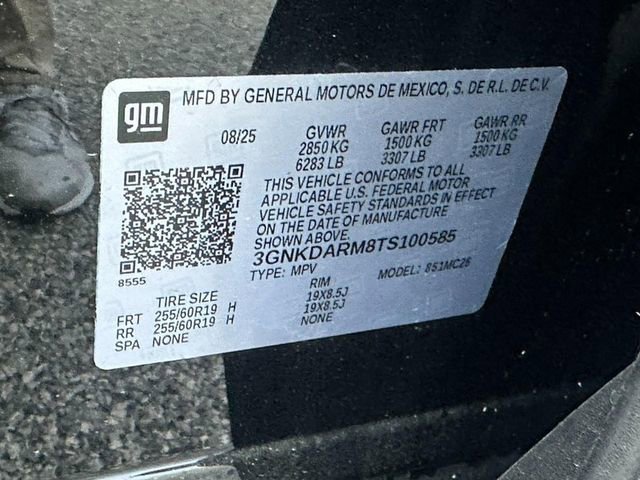 gm
MFD BY GENERAL MOTORS DE MEXICO, S. DE R.L. DE C.V.
08/25 GVWR GAWR FRT GAWR RR
2850 KG 1500 KG 1500 KG
6283 LB 3307 LB 3307 LB
THIS VEHICLE CONFORMS TO ALL
APPLICABLE U.S. FEDERAL MOTOR
VEHICLE SAFETY STANDARDS IN EFFECT
ON THE DATE OF MANUFACTURE
SHOWN ABOVE.
3GNKDARM8TS100585
8555 TYPE: MPV MODEL: 851MC26
TIRE SIZE RIM
FRT 255/60R19 H 19X8.5J
RR 255/60R19 H 19X8.5J
SPA NONE NONE